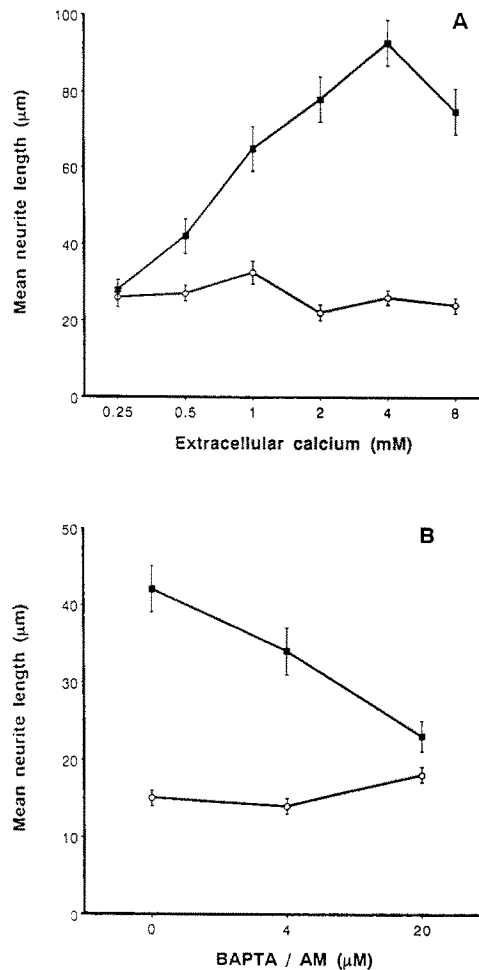 A
100
80
60
40
20
0
Mean neurite length (µm)
0.25 0.5 1 2 4 8
Extracellular calcium (mM)
B
50
40
30
20
10
0
Mean neurite length (µm)
0 4 20
BAPTA / AM (µM)